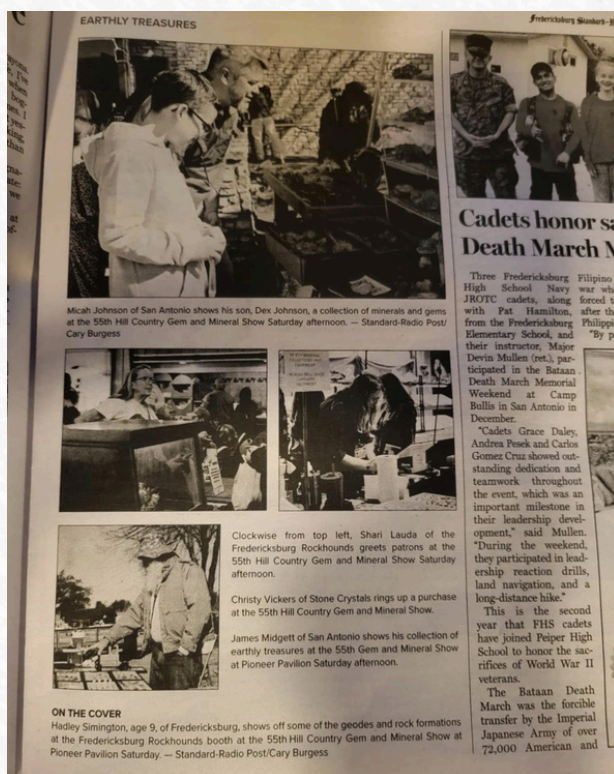 EARTHLY TREASURES
Fredericksburg Standard-R
Micah Johnson of San Antonio shows his son, Dex Johnson, a collection of minerals and gems
at the 55th Hill Country Gem and Mineral Show Saturday afternoon. — Standard-Radio Post/
Cary Burgess
Clockwise from top left, Shari Lauda of the
Fredericksburg Rockhounds greets patrons at the
55th Hill Country Gem and Mineral Show Saturday
afternoon.
Christy Vickers of Stone Crystals rings up a purchase
at the 55th Hill Country Gem and Mineral Show.
James Midgett of San Antonio shows his collection of
earthly treasures at the 55th Gem and Mineral Show
at Pioneer Pavilion Saturday afternoon.
ON THE COVER
Hadley Simington, age 9, of Fredericksburg, shows off some of the geodes and rock formations
at the Fredericksburg Rockhounds booth at the 55th Hill Country Gem and Mineral Show at
Pioneer Pavilion Saturday. — Standard-Radio Post/Cary Burgess
Cadets honor sa
Death March M
Three Fredericksburg
High School Navy
JROTC cadets, along
with Pat Hamilton,
from the Fredericksburg
Elementary School, and
their instructor, Major
Devin Mullen (ret.), par-
ticipated in the Bataan
Death March Memorial
Weekend at Camp
Bullis in San Antonio in
December.
"Cadets Grace Daley,
Andrea Pesek and Carlos
Gomez Cruz showed out-
standing dedication and
teamwork throughout
the event, which was an
important milestone in
their leadership devel-
opment," said Mullen.
"During the weekend,
they participated in lead-
ership reaction drills,
land navigation, and a
long-distance hike."
This is the second
year that FHS cadets
have joined Peiper High
School to honor the sac-
rifices of World War II
veterans.
The Bataan Death
March was the forcible
transfer by the Imperial
Japanese Army of over
72,000 American and
Filipino
war wh
forced
after th
Philipp
"By p